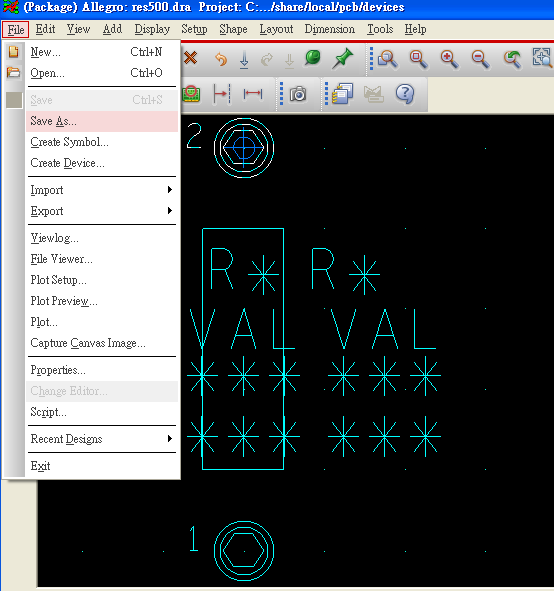 (Package) Allegro: res500.dra Project: C:.../share/local/pcb/devices
File Edit View Add Display Setup Shape Layout Dimension Tools Help
New... Ctrl+N
Open... Ctrl+O
Save Ctrl+S
Save As...
Create Symbol...
Create Device...
Import
Export
Viewlog...
File Viewer...
Plot Setup...
Plot Preview...
Plot...
Capture Canvas Image...
Properties...
Change Editor...
Script...
Recent Designs
Exit
2
R* R*
VAL VAL
*** ***
*** ***
1